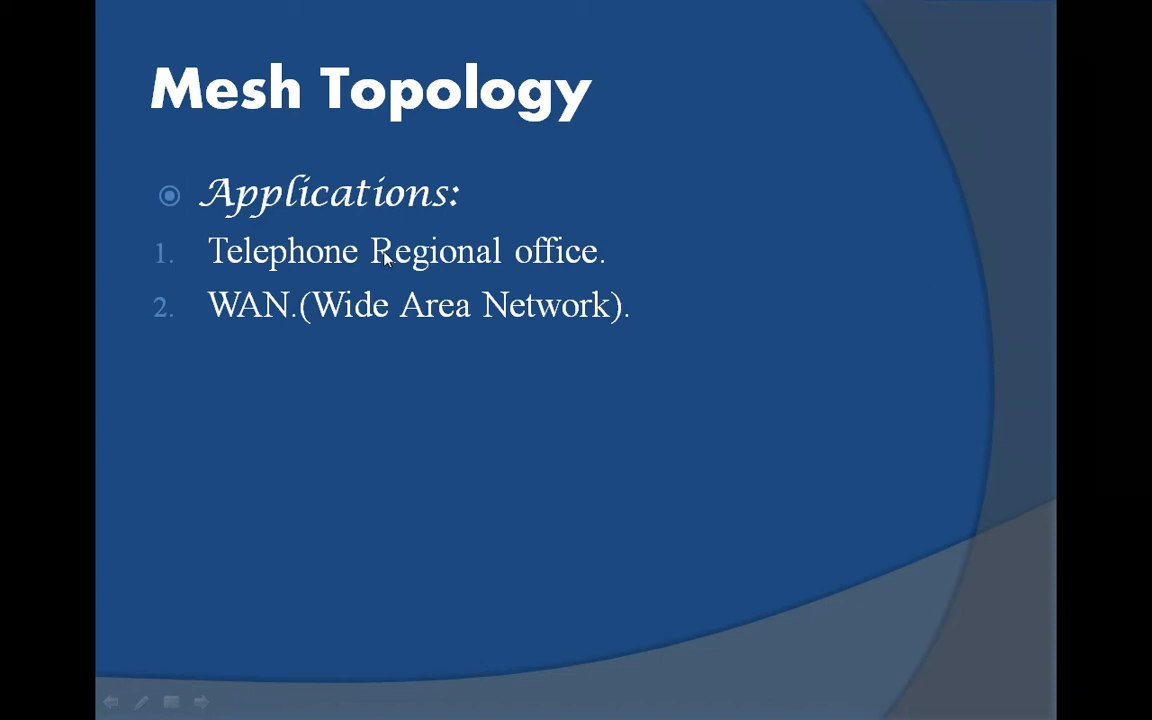 Mesh Topology
Applications:
1. Telephone Regional office.
2. WAN.(Wide Area Network).